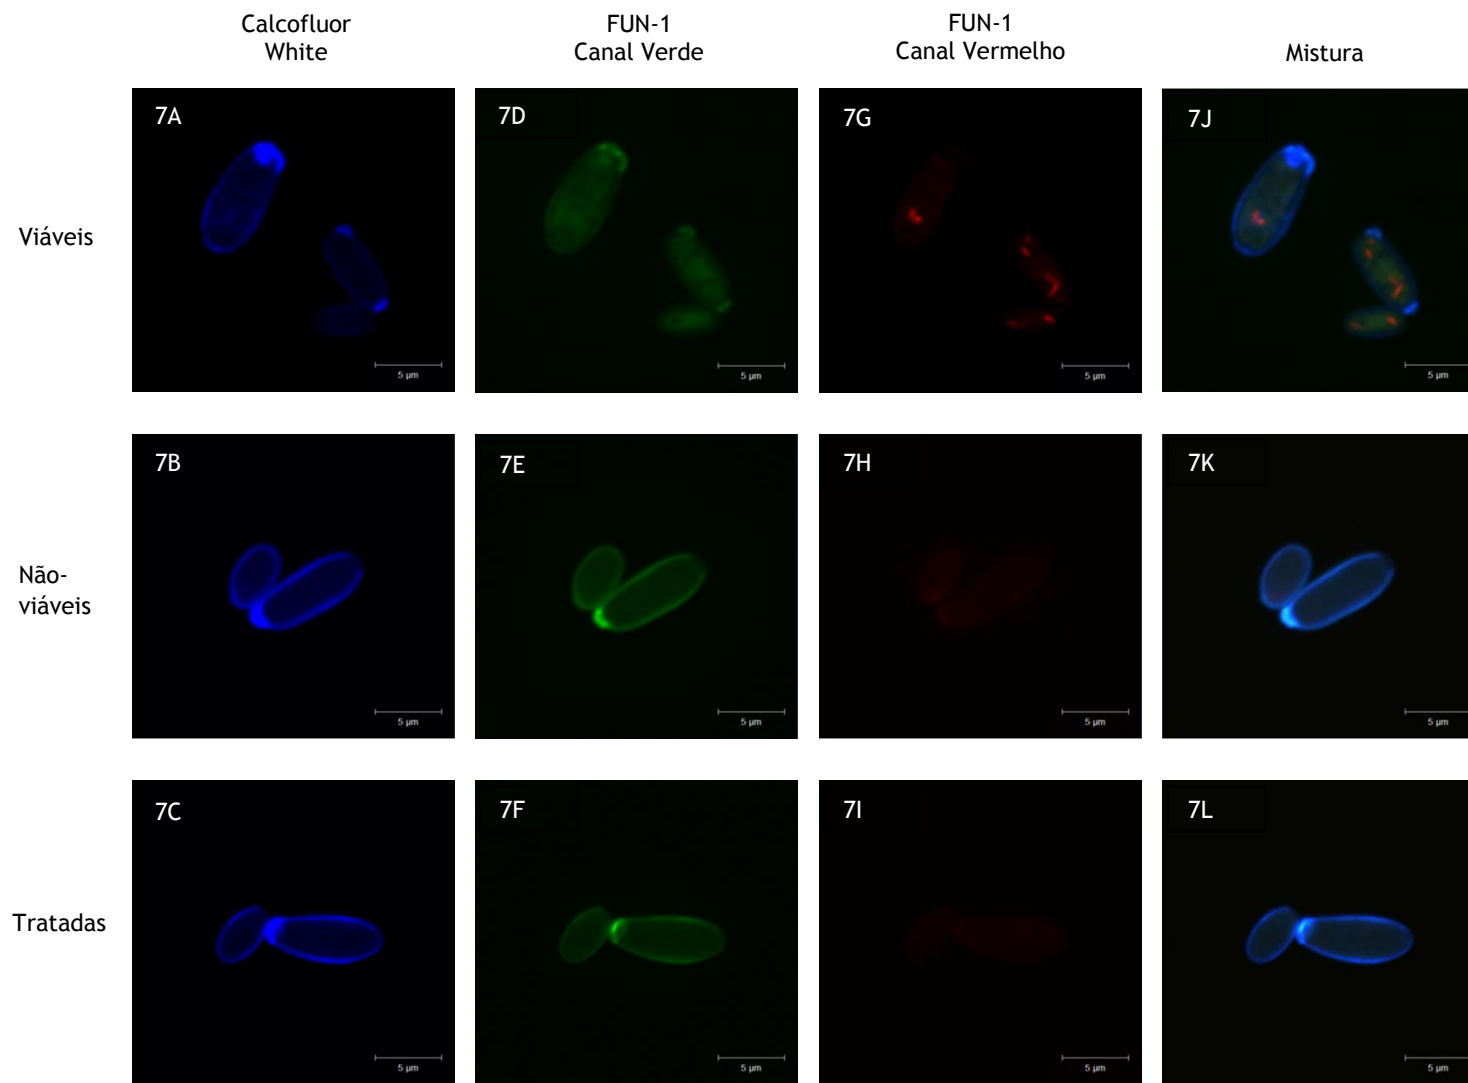 Calcofluor
White
FUN-1
Canal Verde
FUN-1
Canal Vermelho
Mistura
Viáveis
7A
5 µm
7D
5 µm
7G
5 µm
7J
5 µm
Não-
viáveis
7B
5 µm
7E
5 µm
7H
5 µm
7K
5 µm
Tratadas
7C
5 µm
7F
5 µm
7I
5 µm
7L
5 µm